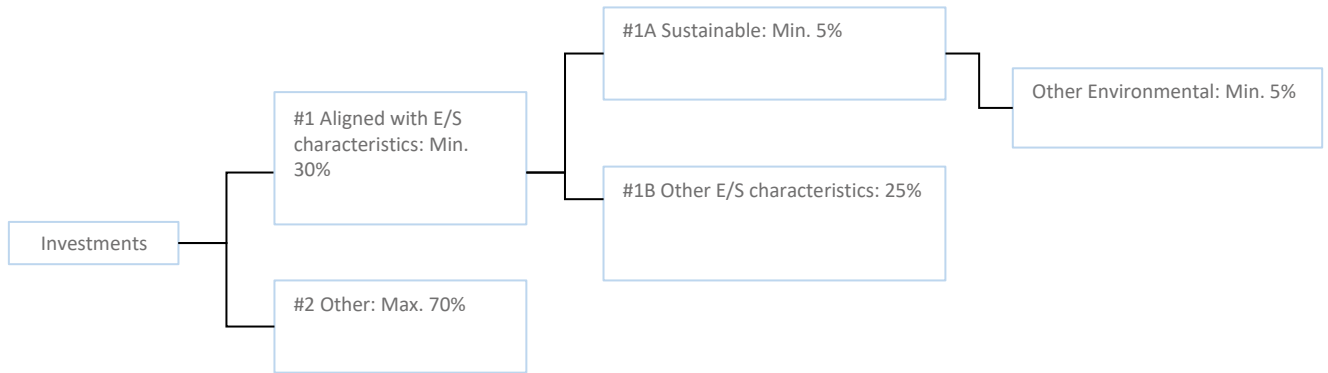 #1A Sustainable: Min. 5%
Other Environmental: Min. 5%
#1 Aligned with E/S
characteristics: Min.
30%
#1B Other E/S characteristics: 25%
Investments
#2 Other: Max. 70%